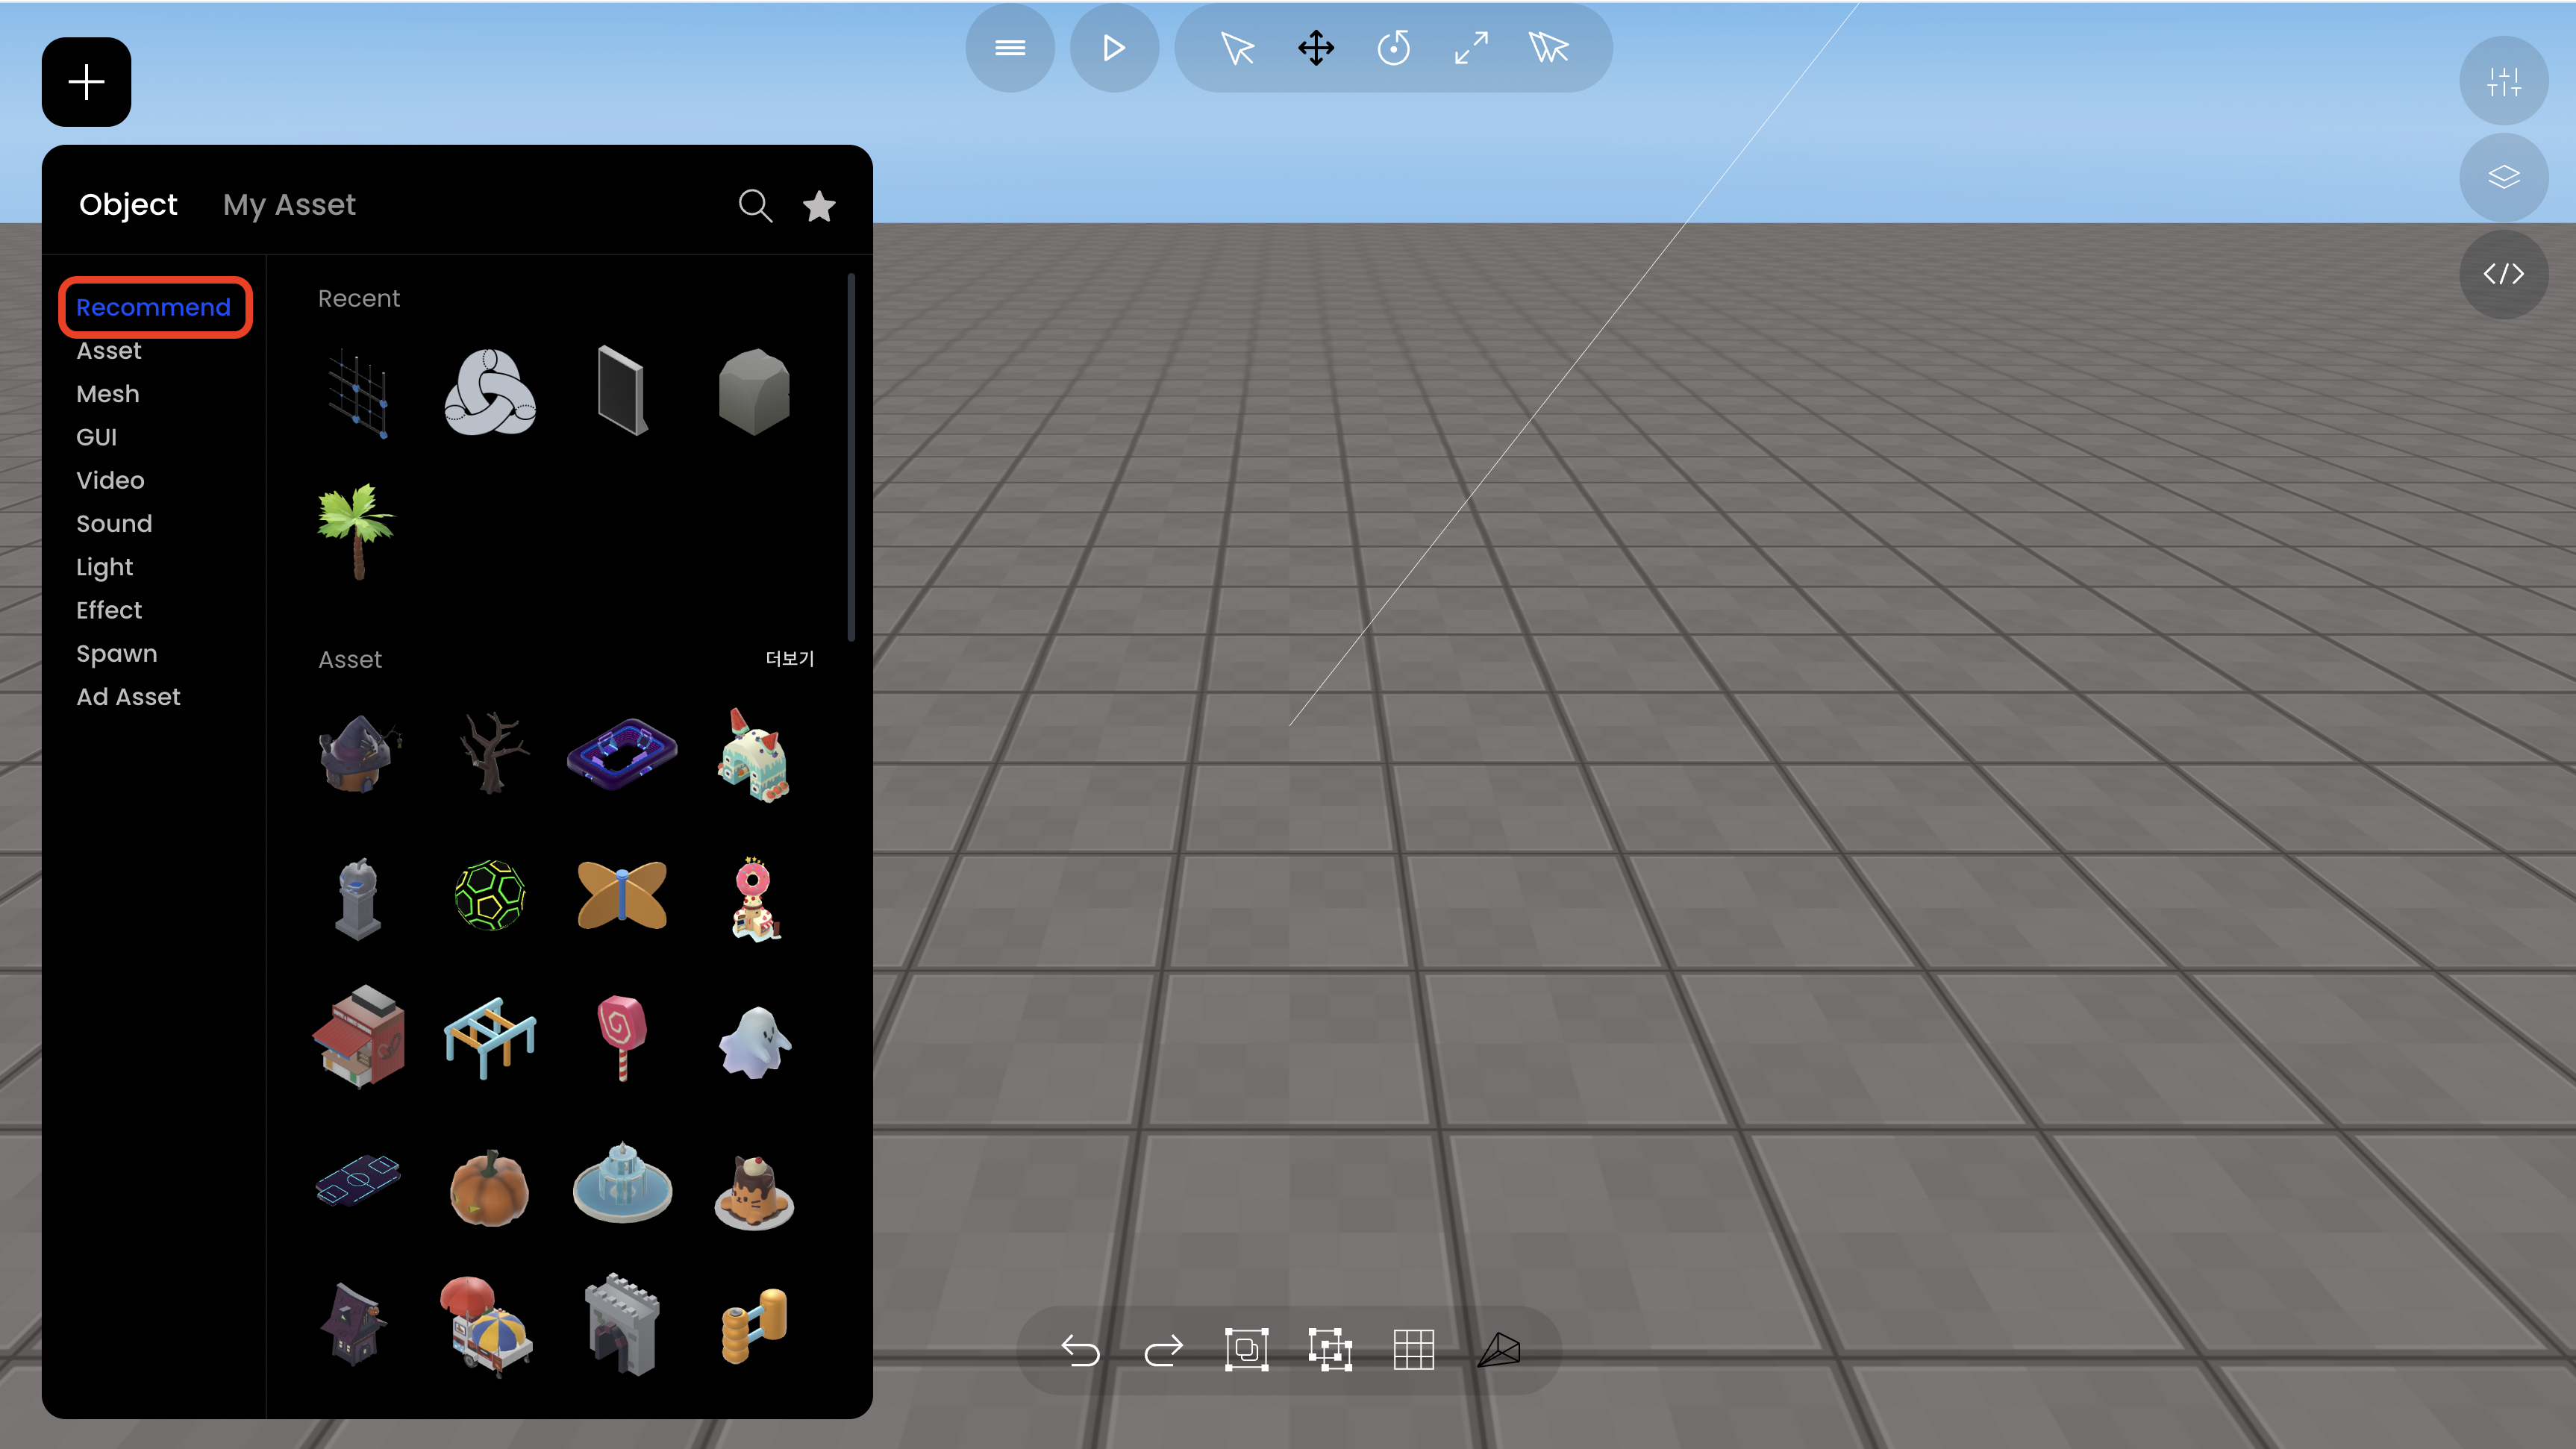 Object
My Asset
Recommend
Asset
Mesh
GUI
Video
Sound
Light
Effect
Spawn
Ad Asset
Recent
Asset
더보기